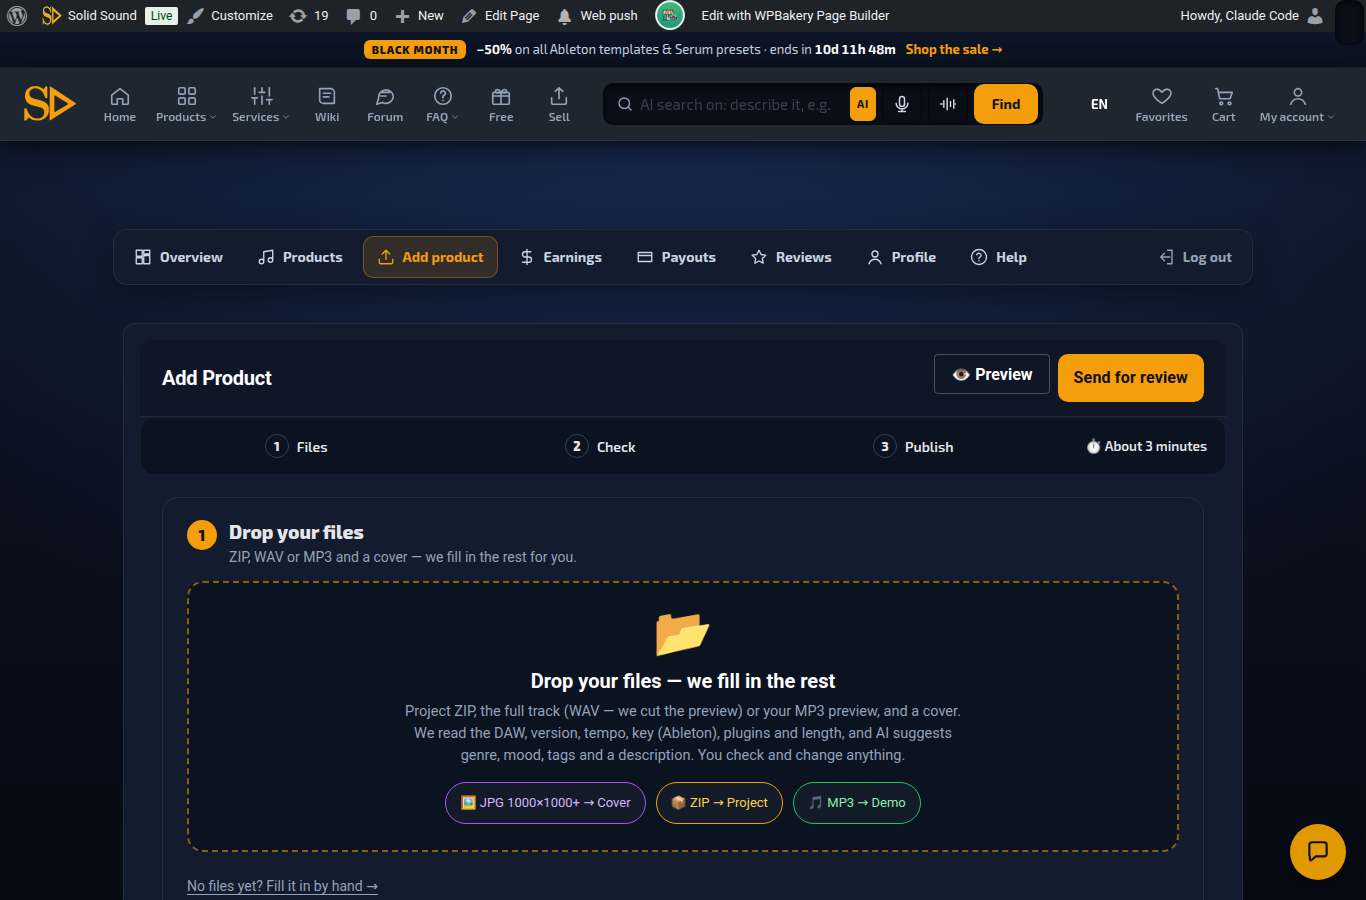 Solid Sound Live Customize 19 0 New Edit Page Web push Edit with WPBakery Page Builder Howdy, Claude Code
BLACK MONTH −50% on all Ableton templates & Serum presets · ends in 10d 11h 48m Shop the sale →
Home Products Services Wiki Forum FAQ Free Sell
AI search on: describe it, e.g. AI Find
EN Favorites Cart My account
Overview Products Add product Earnings Payouts Reviews Profile Help Log out
Add Product
Preview Send for review
1 Files 2 Check 3 Publish About 3 minutes
1 Drop your files
ZIP, WAV or MP3 and a cover — we fill in the rest for you.
Drop your files — we fill in the rest
Project ZIP, the full track (WAV — we cut the preview) or your MP3 preview, and a cover.
We read the DAW, version, tempo, key (Ableton), plugins and length, and AI suggests
genre, mood, tags and a description. You check and change anything.
JPG 1000×1000+ → Cover ZIP → Project MP3 → Demo
No files yet? Fill it in by hand →